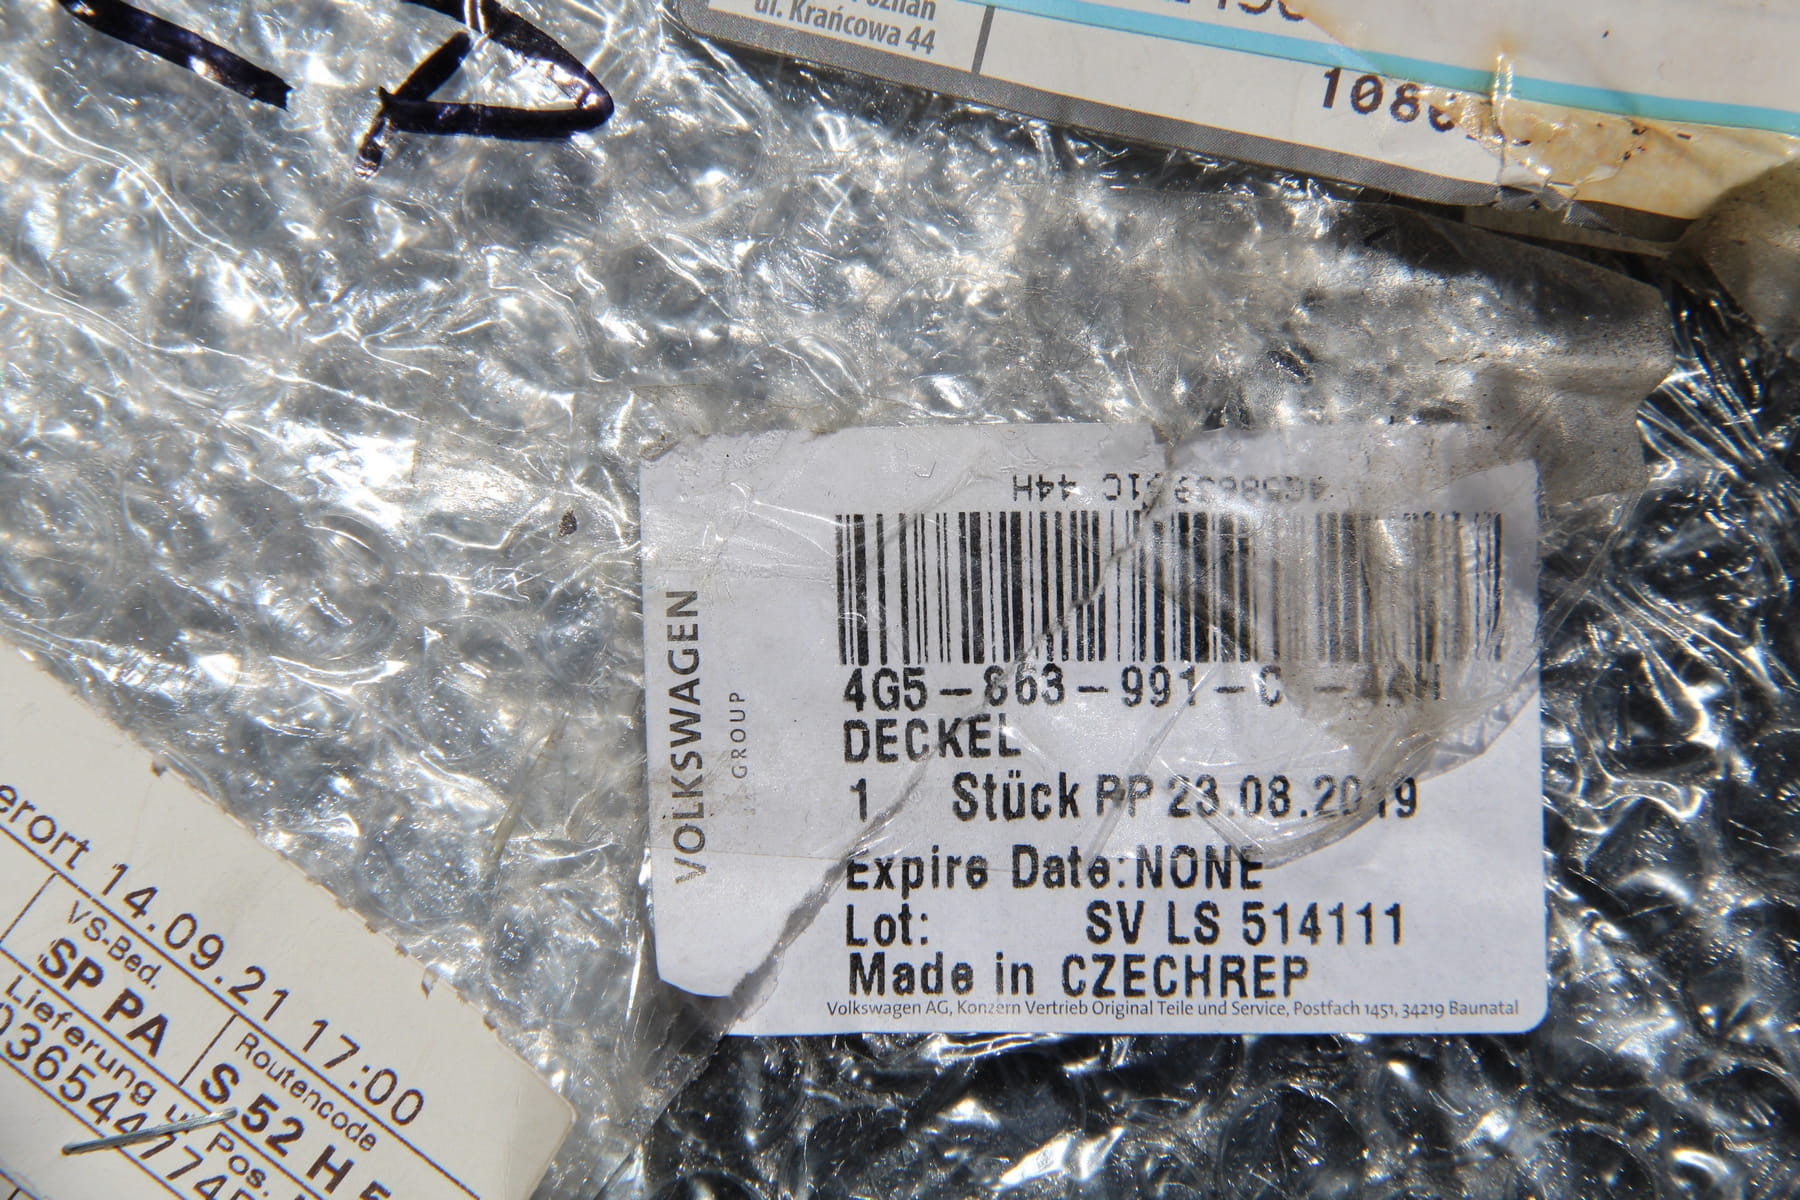 ul. Krańcowa 44
VOLKSWAGEN
GROUP
4G5-863-991-C
DECKEL
1 Stück PP 23.08.2019
Expire Date:NONE
Lot: SV LS 514111
Made in CZECHREP
Volkswagen AG, Konzern Vertrieb Original Teile und Service, Postfach 1451, 34219 Baunatal
14.09.21 17:00
VS-Bed.
Routencode
SP PA
S 52 H
Lieferung
Pos.